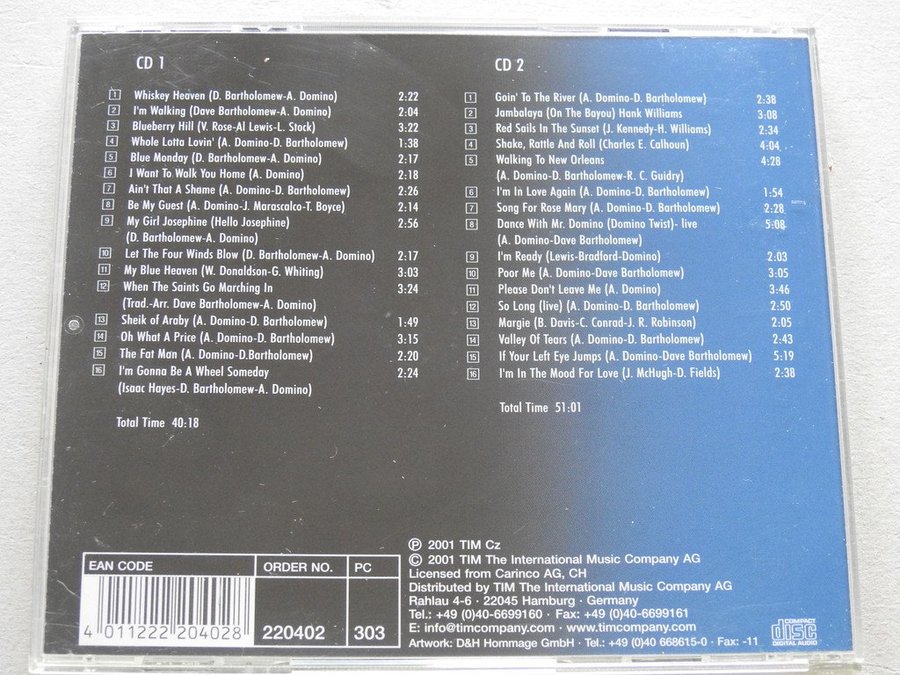 CD 1
1 Whiskey Heaven (D. Bartholomew-A. Domino) 2:22
2 I'm Walking (Dave Bartholomew-A. Domino) 2:04
3 Blueberry Hill (V. Rose-Al Lewis-L. Stock) 3:22
4 Whole Lotta Lovin' (A. Domino-D. Bartholomew) 1:38
5 Blue Monday (D. Bartholomew-A. Domino) 2:17
6 I Want To Walk You Home (A. Domino) 2:18
7 Ain't That A Shame (A. Domino-D. Bartholomew) 2:26
8 Be My Guest (A. Domino-J. Marascalco-T. Boyce) 2:14
9 My Girl Josephine (Hello Josephine) 2:56
(D. Bartholomew-A. Domino)
10 Let The Four Winds Blow (D. Bartholomew-A. Domino) 2:17
11 My Blue Heaven (W. Donaldson-G. Whiting) 3:03
12 When The Saints Go Marching In 3:24
(Trad.-Arr. Dave Bartholomew-A. Domino)
13 Sheik of Araby (A. Domino-D. Bartholomew) 1:49
14 Oh What A Price (A. Domino-D. Bartholomew) 3:15
15 The Fat Man (A. Domino-D.Bartholomew) 2:20
16 I'm Gonna Be A Wheel Someday 2:24
(Isaac Hayes-D. Bartholomew-A. Domino)
Total Time 40:18
CD 2
1 Goin' To The River (A. Domino-D. Bartholomew) 2:38
2 Jambalaya (On The Bayou) Hank Williams 3:08
3 Red Sails In The Sunset (J. Kennedy-H. Williams) 2:34
4 Shake, Rattle And Roll (Charles E. Calhoun) 4:04
5 Walking To New Orleans 4:28
(A. Domino-D. Bartholomew-R. C. Guidry)
6 I'm In Love Again (A. Domino-D. Bartholomew) 1:54
7 Song For Rose Mary (A. Domino-D. Bartholomew) 2:28
8 Dance With Mr. Domino (Domino Twist)- live 5:08
(A. Domino-Dave Bartholomew)
9 I'm Ready (Lewis-Bradford-Domino) 2:03
10 Poor Me (A. Domino-Dave Bartholomew) 3:05
11 Please Don't Leave Me (A. Domino) 3:46
12 So Long (live) (A. Domino-D. Bartholomew) 2:50
13 Margie (B. Davis-C. Conrad-J. R. Robinson) 2:05
14 Valley Of Tears (A. Domino-D. Bartholomew) 2:43
15 If Your Left Eye Jumps (A. Domino-Dave Bartholomew) 5:19
16 I'm In The Mood For Love (J. McHugh-D. Fields) 2:38
Total Time 51:01
EAN CODE ORDER NO. PC
4 011222 204028 220402 303
℗ 2001 TIM Cz
© 2001 TIM The International Music Company AG
Licensed from Carinco AG, CH
Distributed by TIM The International Music Company AG
Rahlau 4-6 · 22045 Hamburg · Germany
Tel.: +49 (0)40-6699160 · Fax: +49 (0)40-6699161
E: info@timcompany.com · www.timcompany.com
Artwork: D&H Hommage GmbH · Tel.: +49 (0)40 668615-0 · Fax: -11
COMPACT
disc
DIGITAL AUDIO